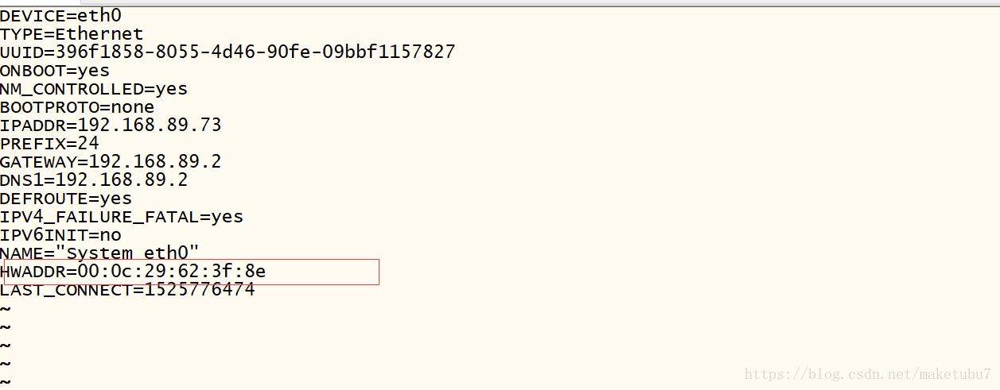 DEVICE=eth0
TYPE=Ethernet
UUID=396f1858-8055-4d46-90fe-09bbf1157827
ONBOOT=yes
NM_CONTROLLED=yes
BOOTPROTO=none
IPADDR=192.168.89.73
PREFIX=24
GATEWAY=192.168.89.2
DNS1=192.168.89.2
DEFROUTE=yes
IPV4_FAILURE_FATAL=yes
IPV6INIT=no
NAME="System eth0"
HWADDR=00:0c:29:62:3f:8e
LAST_CONNECT=1525776474
~
~
~
~
~
https://blog.csdn.net/maketubu7